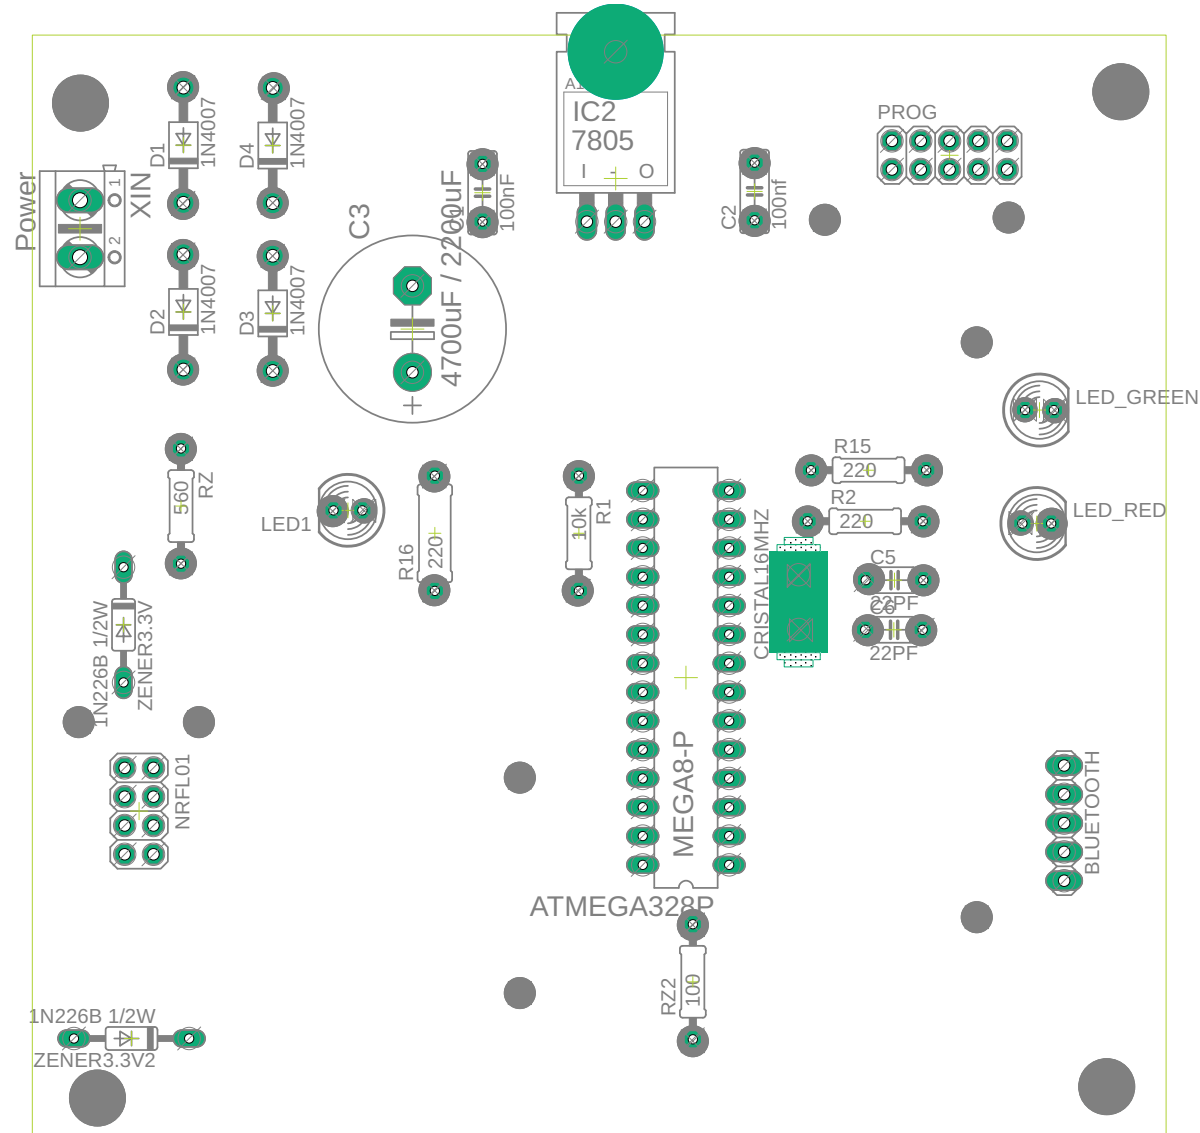 A1
IC2
7805
I - O
PROG
D1
1N4007
D4
1N4007
Power
1
2
XIN
C3
4700uF / 2200uF
100nF
C2
100nf
D2
1N4007
D3
1N4007
LED_GREEN
RZ
560
LED1
R16
220
R1
10k
R15
220
R2
220
LED_RED
CRISTAL16MHZ
C5
22PF
C6
22PF
1N226B 1/2W
ZENER3.3V
NRFL01
MEGA8-P
ATMEGA328P
BLUETOOTH
RZ2
100
1N226B 1/2W
ZENER3.3V2